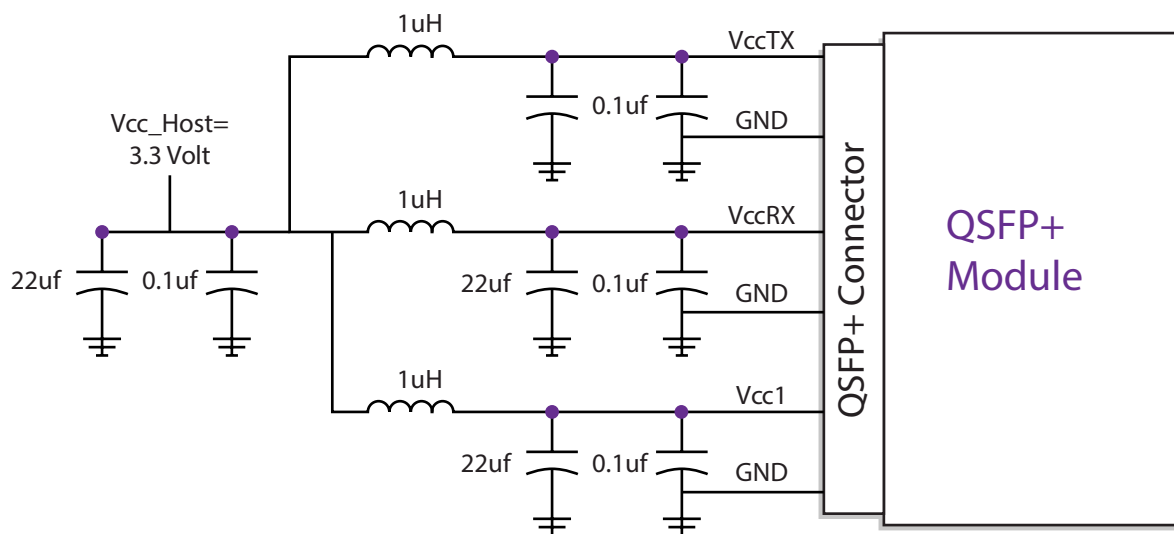 1uH
VccTX
0.1uf
GND
Vcc_Host=
3.3 Volt
1uH
VccRX
22uf
0.1uf
22uf
0.1uf
GND
1uH
Vcc1
22uf
0.1uf
GND
QSFP+ Connector
QSFP+
Module